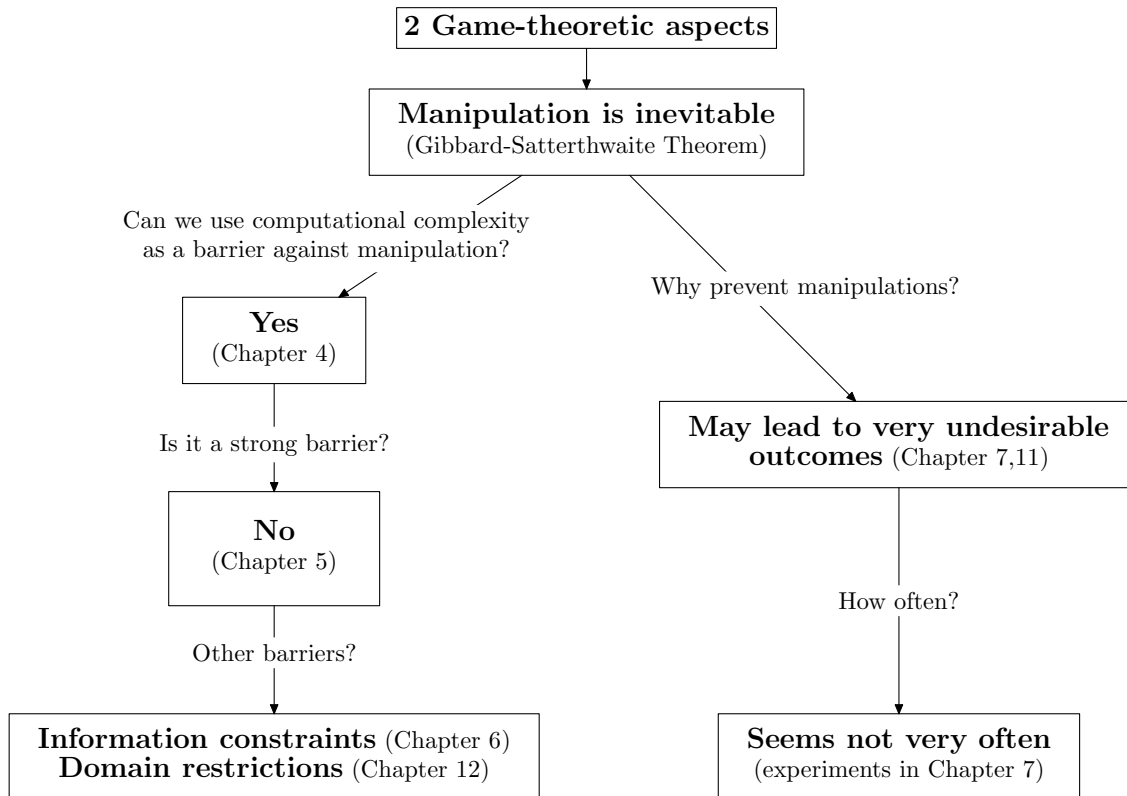 2 Game-theoretic aspects
Manipulation is inevitable
(Gibbard-Satterthwaite Theorem)
Can we use computational complexity
as a barrier against manipulation?
Why prevent manipulations?
Yes
(Chapter 4)
Is it a strong barrier?
May lead to very undesirable
outcomes (Chapter 7,11)
No
(Chapter 5)
How often?
Other barriers?
Information constraints (Chapter 6)
Domain restrictions (Chapter 12)
Seems not very often
(experiments in Chapter 7)